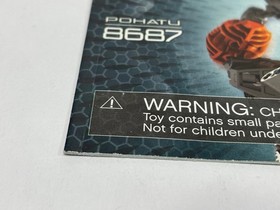 POHATU
8687
WARNING: CH
Toy contains small pa
Not for children unde